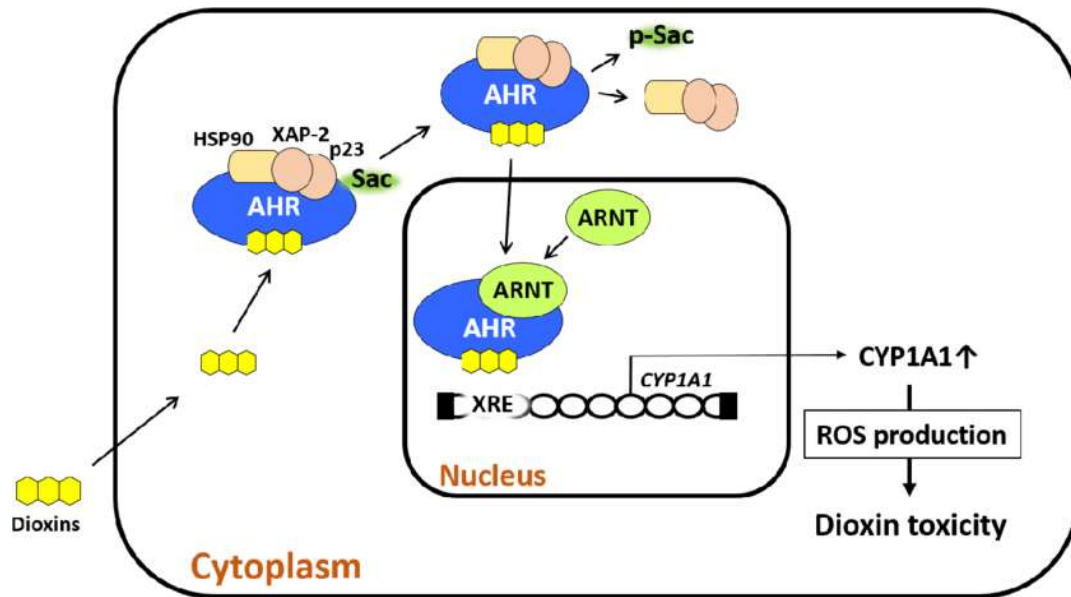 p-Sac
AHR
HSP90
XAP-2
p23
Sac
AHR
ARNT
ARNT
AHR
CYP1A1
XRE
CYP1A1↑
ROS production
Nucleus
Dioxin toxicity
Dioxins
Cytoplasm